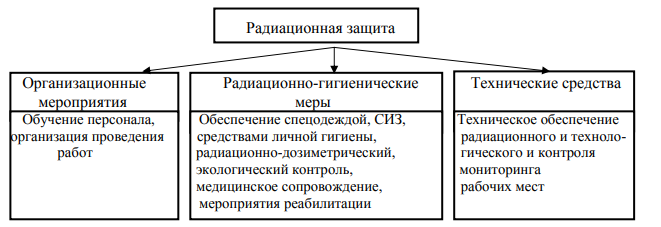 Радиационная защита
Организационные
мероприятия
Обучение персонала,
организация проведения
работ
Радиационно-гигиенические
меры
Обеспечение спецодеждой, СИЗ,
средствами личной гигиены,
радиационно-дозиметрический,
экологический контроль,
медицинское сопровождение,
мероприятия реабилитации
Технические средства
Техническое обеспечение
радиационного и техноло-
гического и контроля
мониторинга
рабочих мест